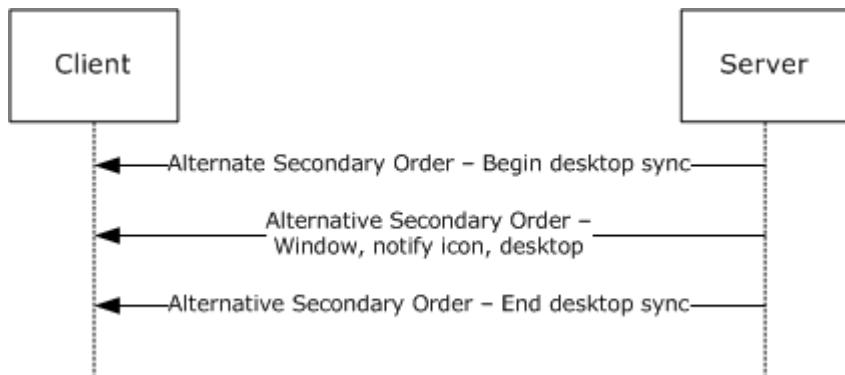 Client
Server
Alternate Secondary Order – Begin desktop sync
Alternative Secondary Order –
Window, notify icon, desktop
Alternative Secondary Order – End desktop sync